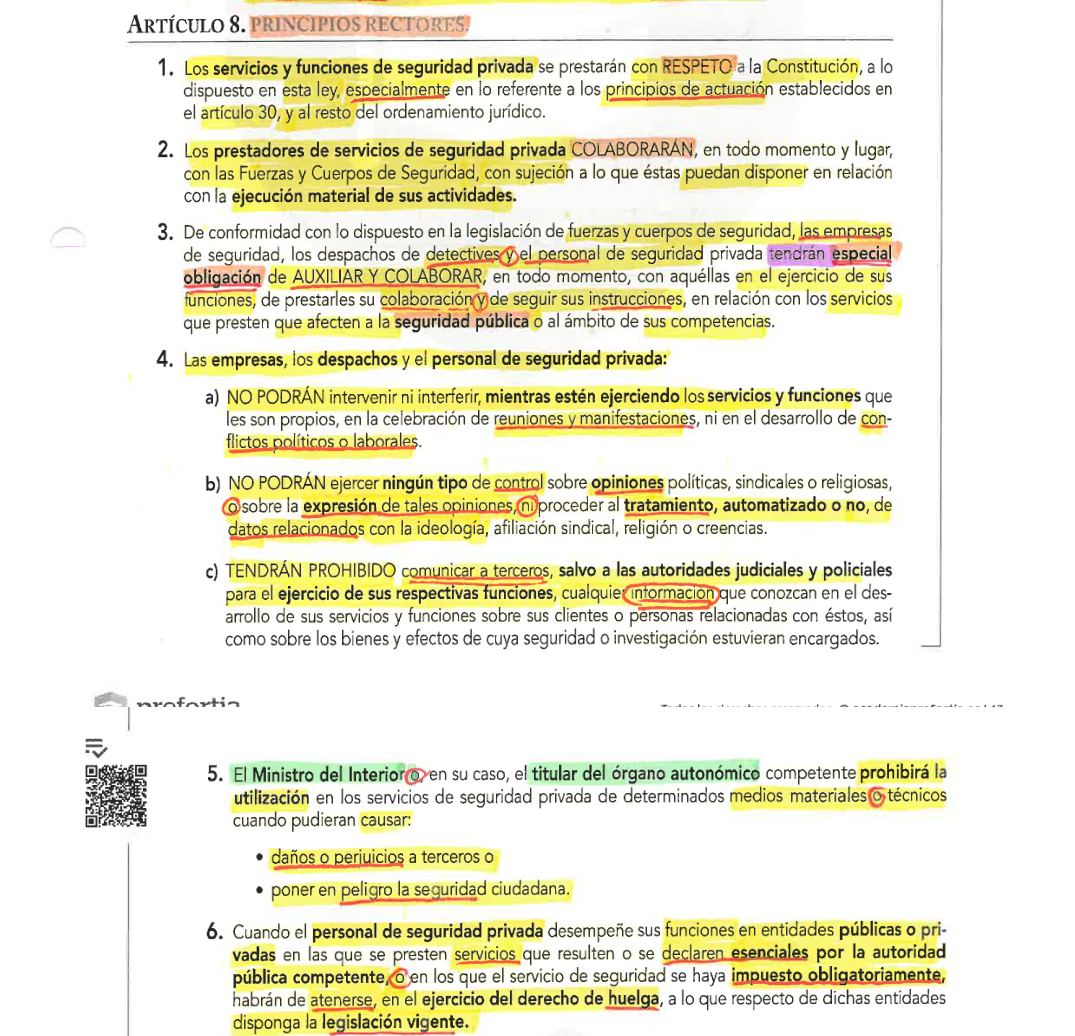 ARTÍCULO 8. PRINCIPIOS RECTORES.
1. Los servicios y funciones de seguridad privada se prestarán con RESPETO a la Constitución, a lo
dispuesto en esta ley, especialmente en lo referente a los principios de actuación establecidos en
el artículo 30, y al resto del ordenamiento jurídico.
2. Los prestadores de servicios de seguridad privada COLABORARÁN, en todo momento y lugar,
con las Fuerzas y Cuerpos de Seguridad, con sujeción a lo que éstas puedan disponer en relación
con la ejecución material de sus actividades.
3. De conformidad con lo dispuesto en la legislación de fuerzas y cuerpos de seguridad, las empresas
de seguridad, los despachos de detectives y el personal de seguridad privada tendrán especial
obligación de AUXILIAR Y COLABORAR, en todo momento, con aquéllas en el ejercicio de sus
funciones, de prestarles su colaboración y de seguir sus instrucciones, en relación con los servicios
que presten que afecten a la seguridad pública o al ámbito de sus competencias.
4. Las empresas, los despachos y el personal de seguridad privada:
a) NO PODRÁN intervenir ni interferir, mientras estén ejerciendo los servicios y funciones que
les son propios, en la celebración de reuniones y manifestaciones, ni en el desarrollo de con-
flictos políticos o laborales.
b) NO PODRÁN ejercer ningún tipo de control sobre opiniones políticas, sindicales o religiosas,
o sobre la expresión de tales opiniones, ni proceder al tratamiento, automatizado o no, de
datos relacionados con la ideología, afiliación sindical, religión o creencias.
c) TENDRÁN PROHIBIDO comunicar a terceros, salvo a las autoridades judiciales y policiales
para el ejercicio de sus respectivas funciones, cualquier información que conozcan en el des-
arrollo de sus servicios y funciones sobre sus clientes o personas relacionadas con éstos, así
como sobre los bienes y efectos de cuya seguridad o investigación estuvieran encargados.
prefortia
5. El Ministro del Interior o, en su caso, el titular del órgano autonómico competente prohibirá la
utilización en los servicios de seguridad privada de determinados medios materiales o técnicos
cuando pudieran causar:
• daños o perjuicios a terceros o
• poner en peligro la seguridad ciudadana.
6. Cuando el personal de seguridad privada desempeñe sus funciones en entidades públicas o pri-
vadas en las que se presten servicios que resulten o se declaren esenciales por la autoridad
pública competente, o en los que el servicio de seguridad se haya impuesto obligatoriamente,
habrán de atenerse, en el ejercicio del derecho de huelga, a lo que respecto de dichas entidades
disponga la legislación vigente.